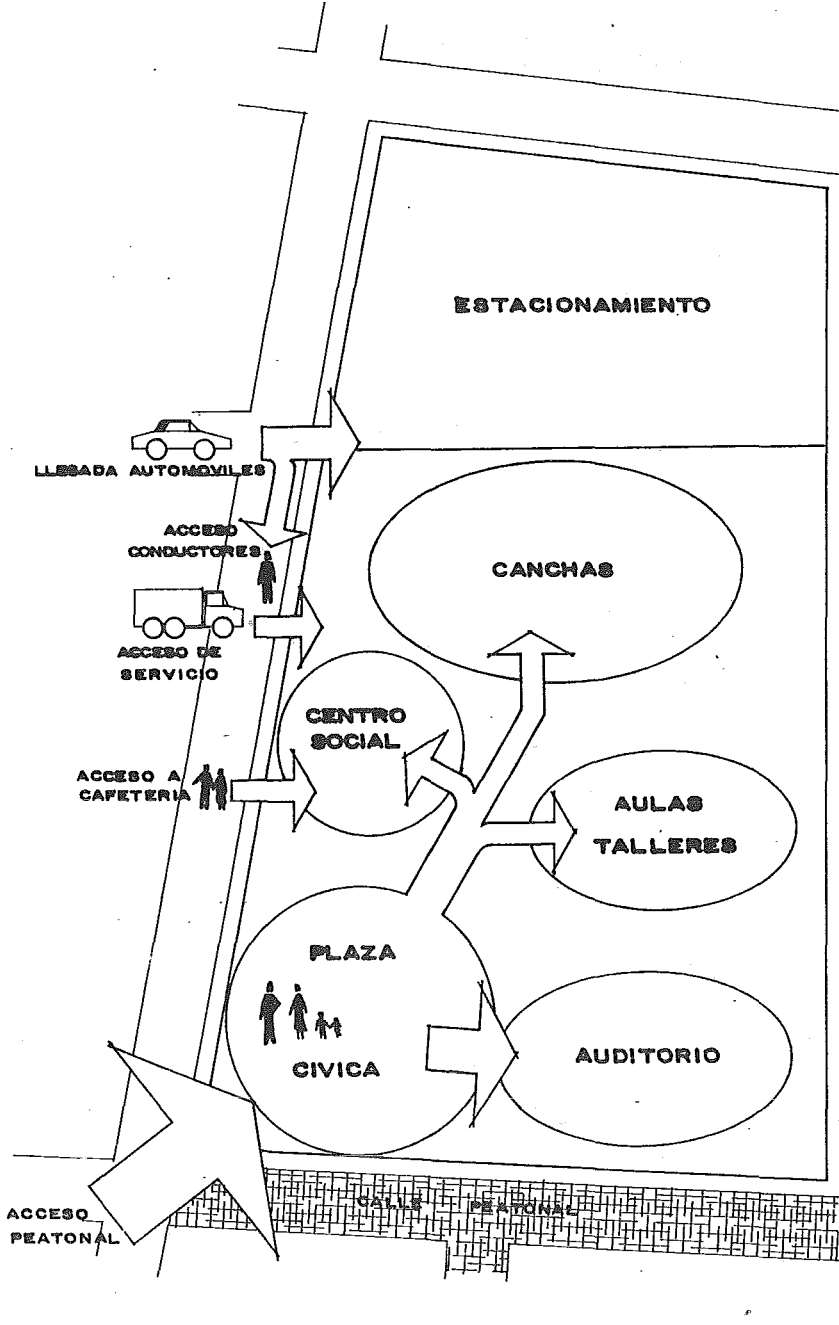 ESTACIONAMIENTO
LLESADA AUTOMOVILES
ACCESO
CONDUCTORES
CANCHAS
ACCESO DE
SERVICIO
CENTRO
SOCIAL
ACCESO A
CAFETERIA
AULAS
TALLERES
PLAZA
CIVICA
AUDITORIO
CALLE PEATONAL
ACCESO
PEATONAL